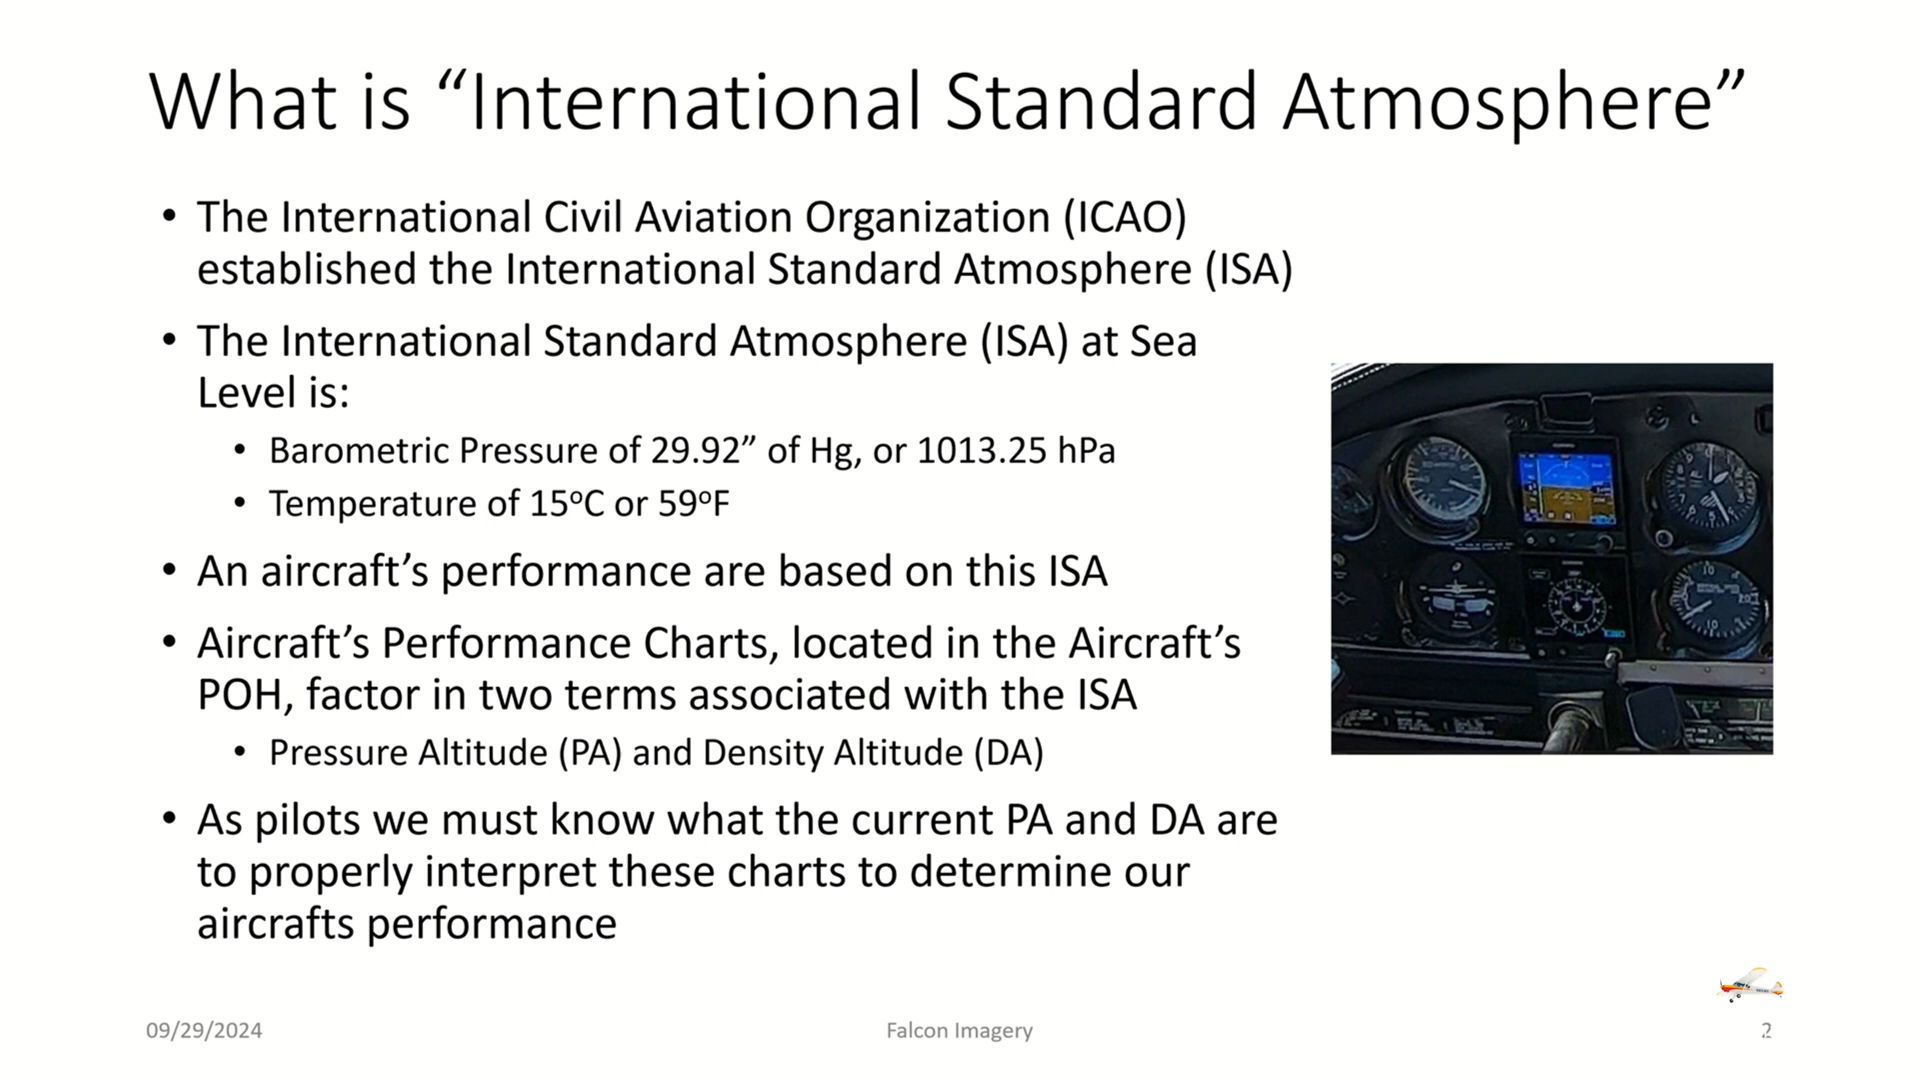 What is “International Standard Atmosphere”
• The International Civil Aviation Organization (ICAO)
established the International Standard Atmosphere (ISA)
• The International Standard Atmosphere (ISA) at Sea
Level is:
• Barometric Pressure of 29.92” of Hg, or 1013.25 hPa
• Temperature of 15ºC or 59ºF
• An aircraft’s performance are based on this ISA
• Aircraft’s Performance Charts, located in the Aircraft’s
POH, factor in two terms associated with the ISA
• Pressure Altitude (PA) and Density Altitude (DA)
• As pilots we must know what the current PA and DA are
to properly interpret these charts to determine our
aircrafts performance
09/29/2024
Falcon Imagery
2